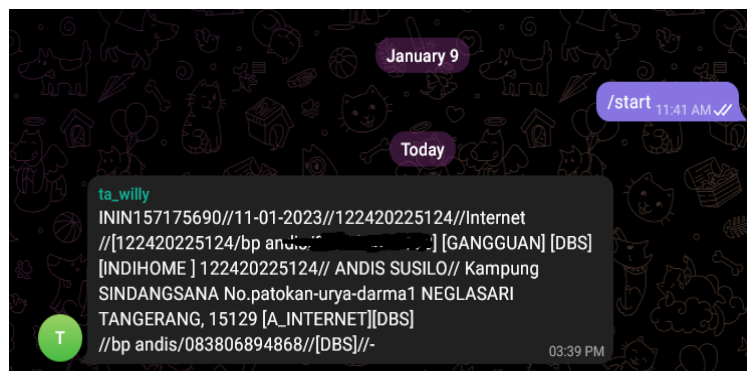 January 9
/start 11:41 AM
Today
ta_willy
ININ157175690//11-01-2023//122420225124//Internet
//[122420225124/bp andis/ ] [GANGGUAN] [DBS]
[INDIHOME ] 122420225124// ANDIS SUSILO// Kampung
SINDANGSANA No.patokan-urya-darma1 NEGLASARI
TANGERANG, 15129 [A_INTERNET][DBS]
//bp andis/083806894868//[DBS]//-
03:39 PM
T